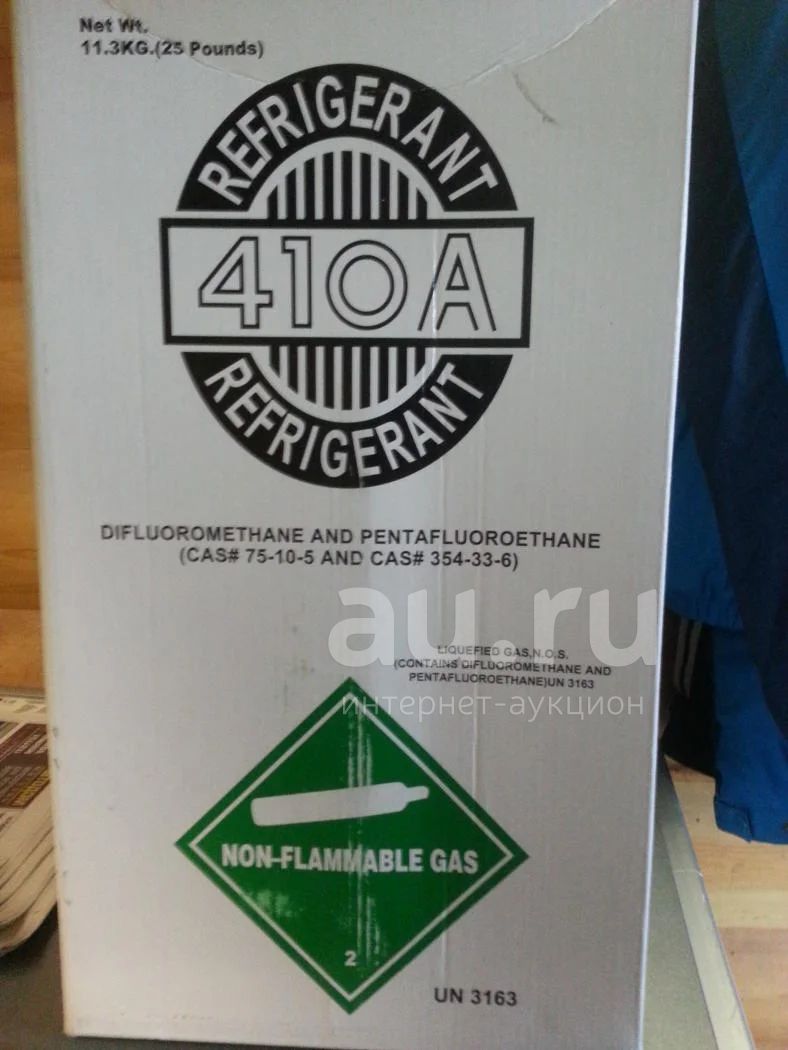 Net Wt.
11.3KG.(25 Pounds)
REFRIGERANT
410A
REFRIGERANT
DIFLUOROMETHANE AND PENTAFLUOROETHANE
(CAS# 75-10-5 AND CAS# 354-33-6)
au.ru
LIQUEFIED GAS,N.O.S.
(CONTAINS DIFLUOROMETHANE AND
PENTAFLUOROETHANE)UN 3163
интернет-аукцион
NON-FLAMMABLE GAS
2
UN 3163